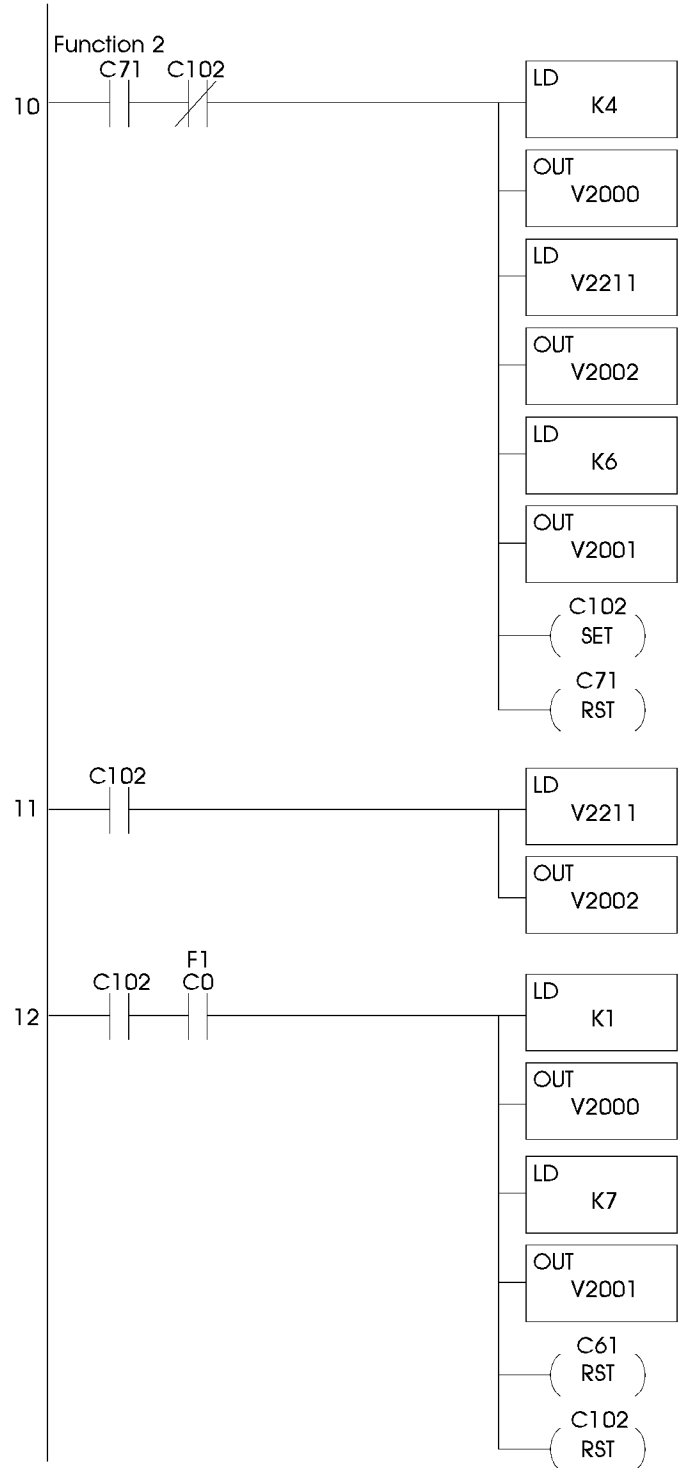 Function 2
C71 C102
10
LD
K4
OUT
V2000
LD
V2211
OUT
V2002
LD
K6
OUT
V2001
C102
SET
C71
RST
C102
11
LD
V2211
OUT
V2002
F1
C102 C0
12
LD
K1
OUT
V2000
LD
K7
OUT
V2001
C61
RST
C102
RST